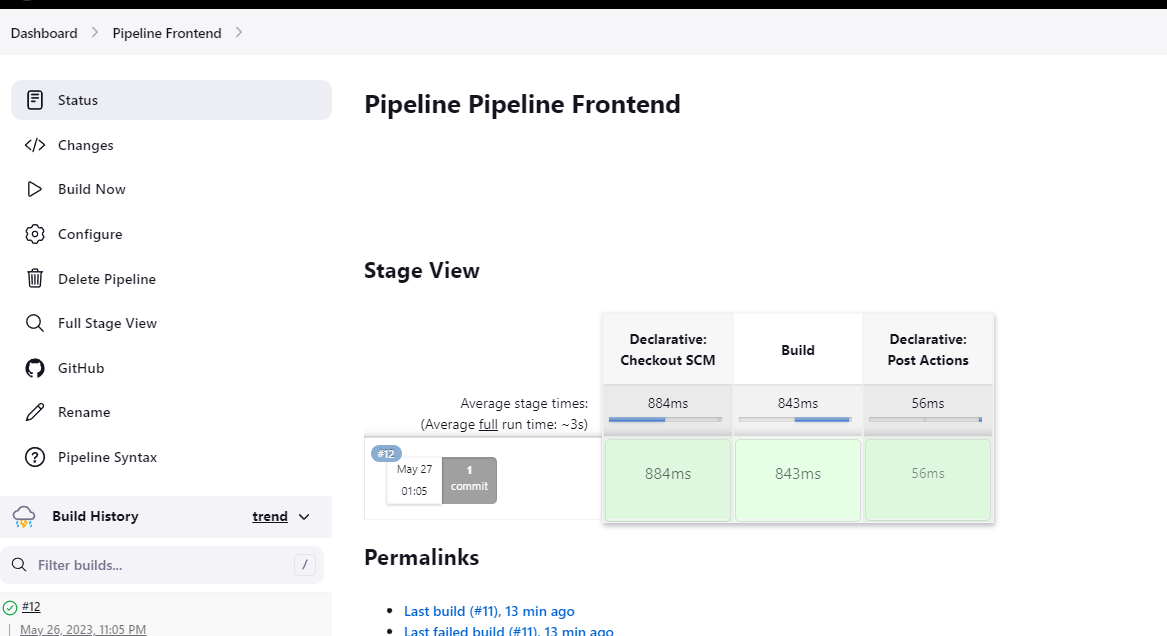 Dashboard
Pipeline Frontend
Status
Changes
Build Now
Configure
Delete Pipeline
Full Stage View
GitHub
Rename
Pipeline Syntax
Build History
trend
Filter builds...
/
#12
May 26, 2023, 11:05 PM
Pipeline Pipeline Frontend
Stage View
Declarative:
Checkout SCM
Build
Declarative:
Post Actions
Average stage times:
(Average full run time: ~3s)
884ms
843ms
56ms
#12
May 27
01:05
1
commit
884ms
843ms
56ms
Permalinks
Last build (#11), 13 min ago
Last failed build (#11), 13 min ago